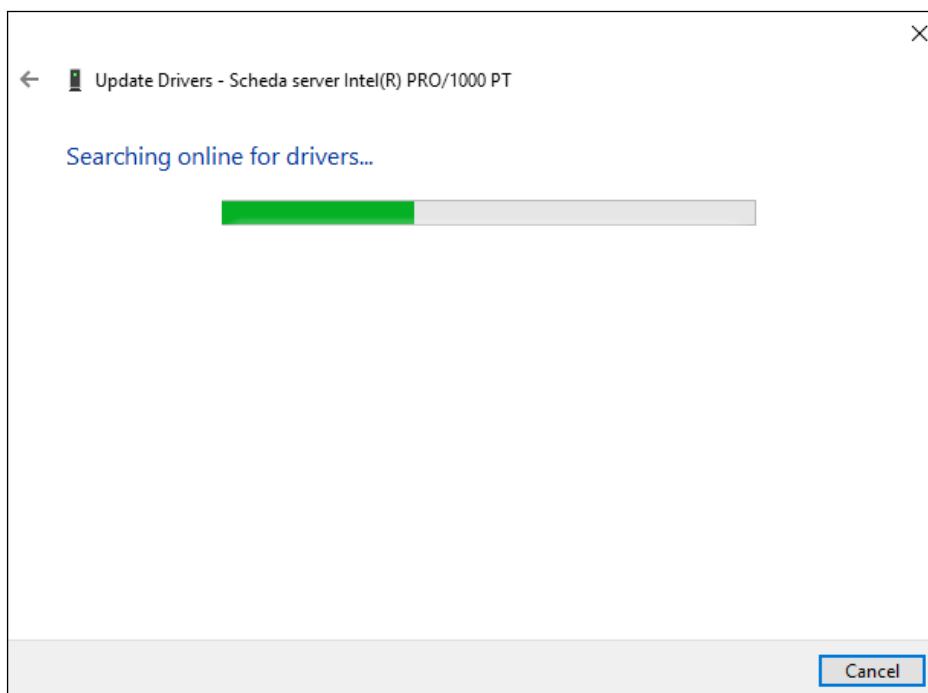 Update Drivers - Scheda server Intel(R) PRO/1000 PT
Searching online for drivers...
Cancel